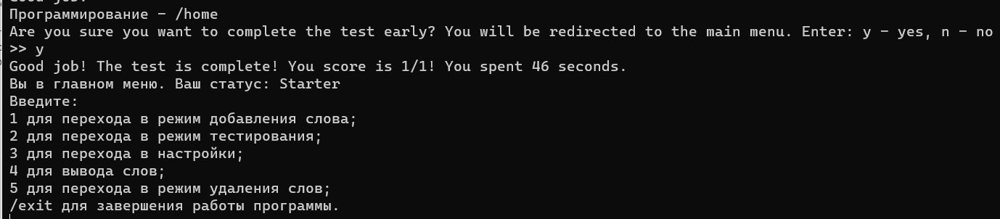 Good job!
Программирование - /home
Are you sure you want to complete the test early? You will be redirected to the main menu. Enter: y - yes, n - no
>> y
Good job! The test is complete! You score is 1/1! You spent 46 seconds.
Вы в главном меню. Ваш статус: Starter
Введите:
1 для перехода в режим добавления слова;
2 для перехода в режим тестирования;
3 для перехода в настройки;
4 для вывода слов;
5 для перехода в режим удаления слов;
/exit для завершения работы программы.